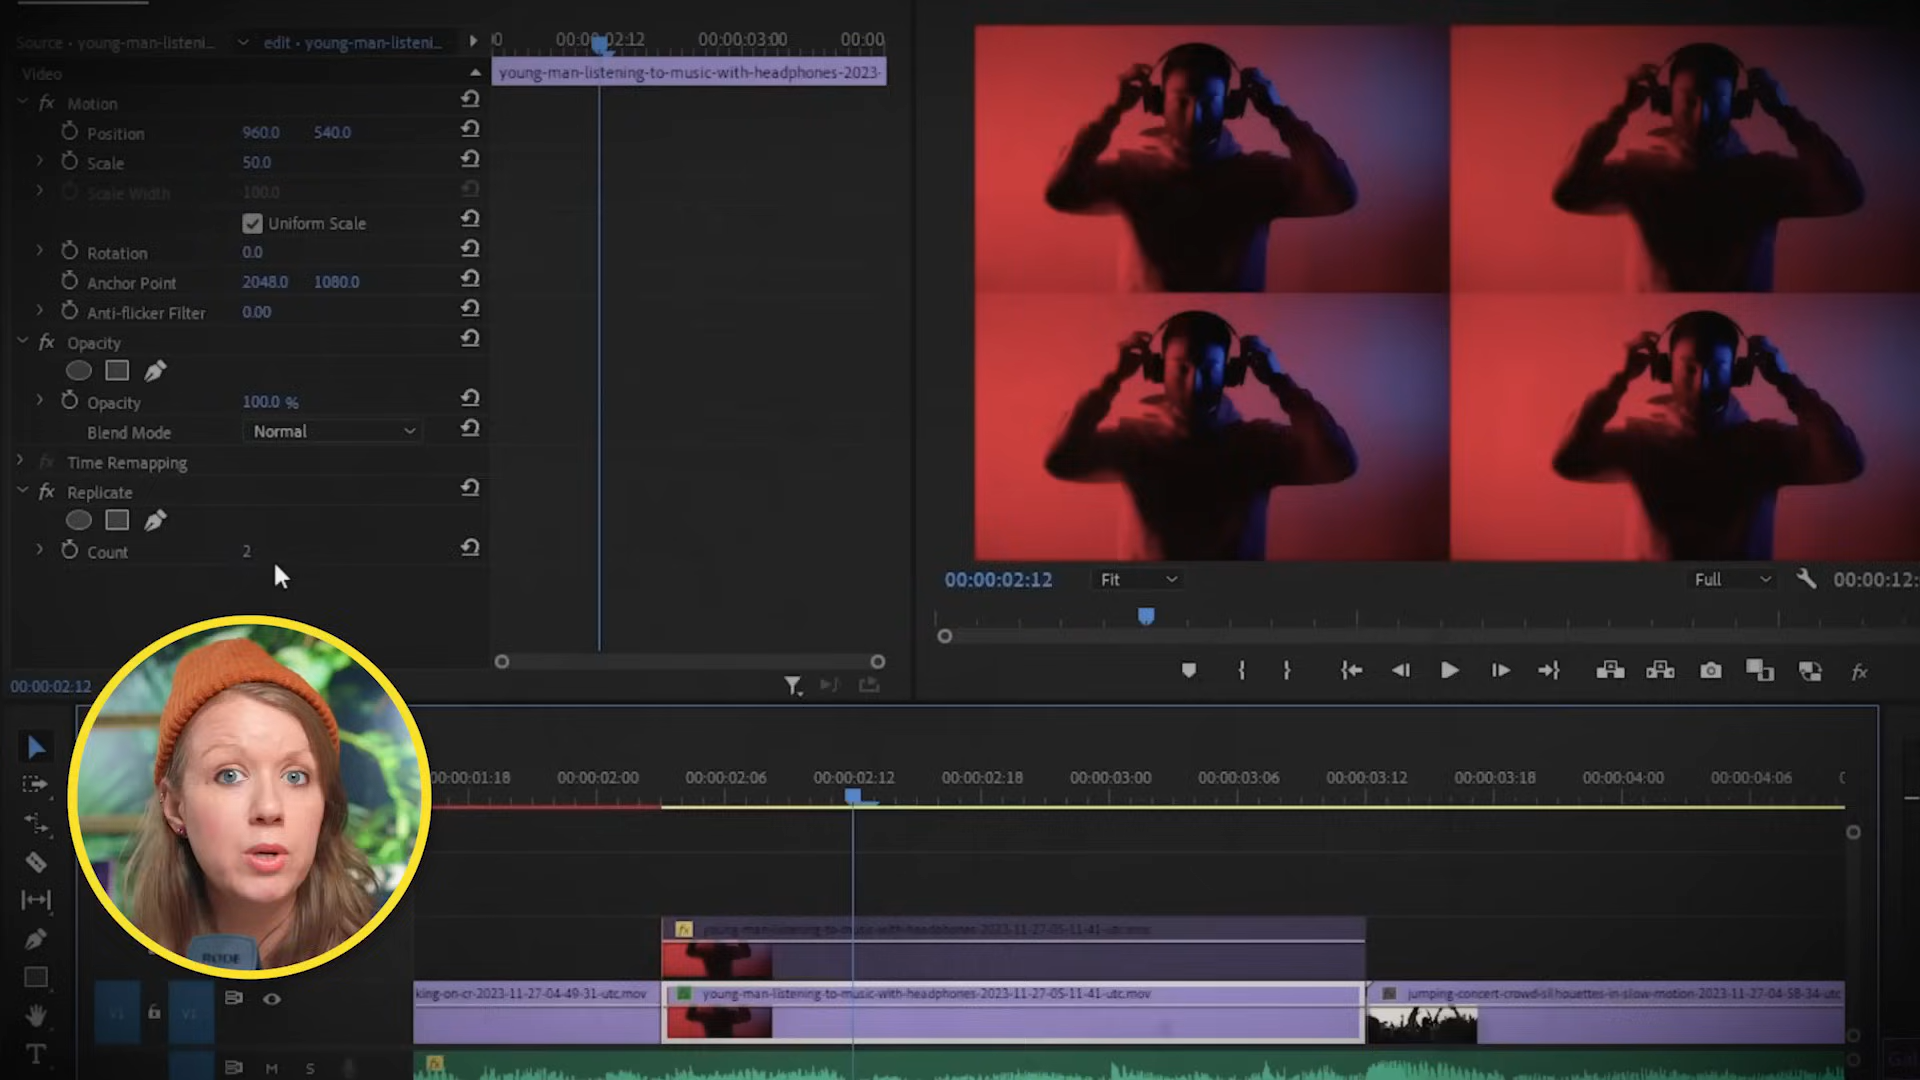 Source • young-man-listeni... edit • young-man-listeni...
00:00:02:12 00:00:03:00 00:00
Video
young-man-listening-to-music-with-headphones-2023-
fx Motion
Position 960.0 540.0
Scale 50.0
Scale Width 100.0
Uniform Scale
Rotation 0.0
Anchor Point 2048.0 1080.0
Anti-flicker Filter 0.00
fx Opacity
Opacity 100.0 %
Blend Mode Normal
fx Time Remapping
fx Replicate
Count 2
00:00:02:12
00:00:02:12 Fit Full 00:00:12:
fx
RODE
00:00:01:18 00:00:02:00 00:00:02:06 00:00:02:12 00:00:02:18 00:00:03:00 00:00:03:06 00:00:03:12 00:00:03:18 00:00:04:00 00:00:04:06
fx young-man-listening-to-music-with-headphones-2023-11-27-05-11-41-utc.mov
V1 V1
king-on-cr-2023-11-27-04-49-31-utc.mov
young-man-listening-to-music-with-headphones-2023-11-27-05-11-41-utc.mov
jumping-concert-crowd-silhouettes-in-slow-motion-2023-11-27-04-58-34-utc
M S
fx
T